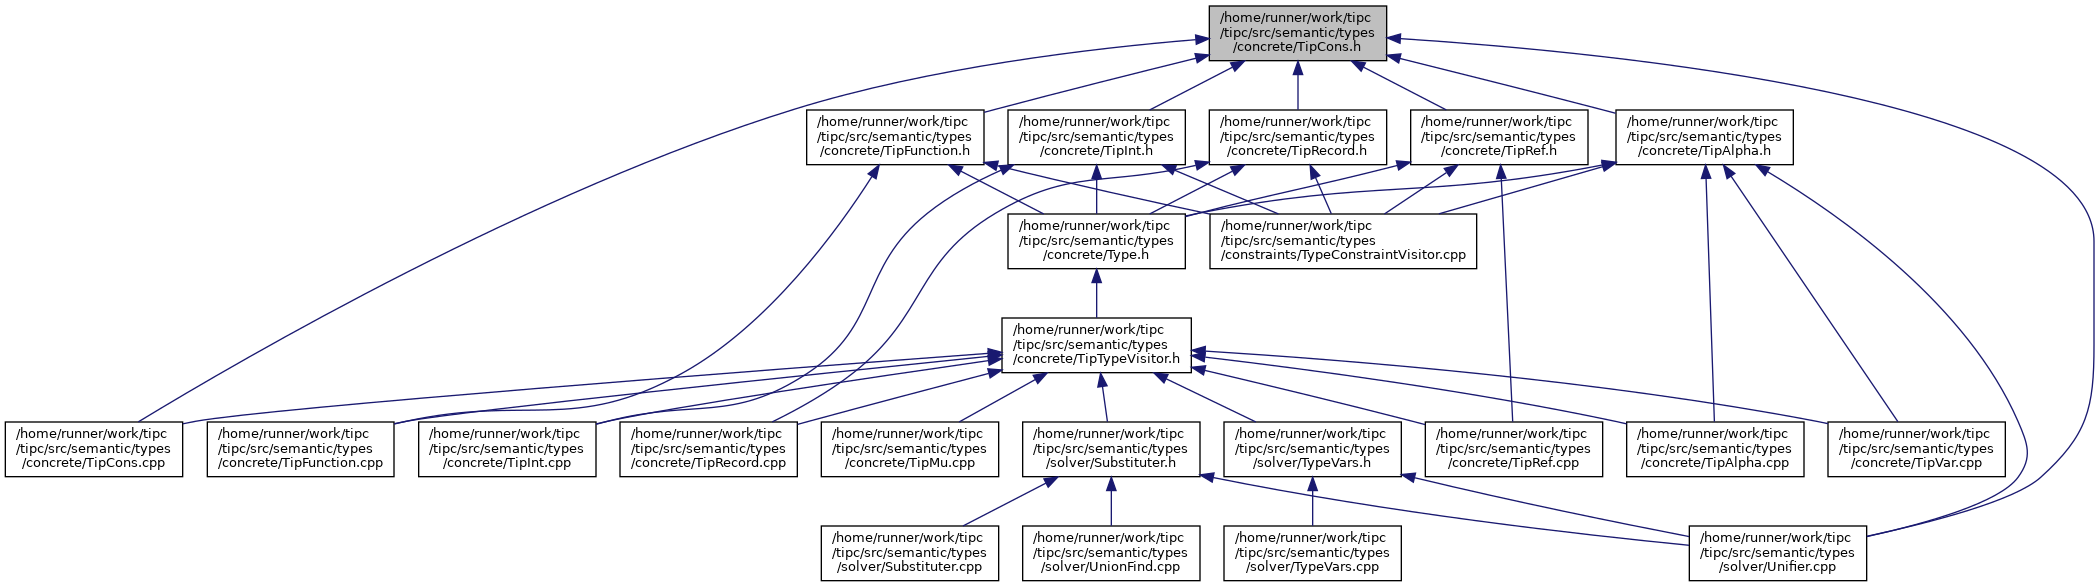 /home/runner/work/tipc
/tipc/src/semantic/types
/concrete/TipCons.h
/home/runner/work/tipc
/tipc/src/semantic/types
/concrete/TipFunction.h
/home/runner/work/tipc
/tipc/src/semantic/types
/concrete/TipInt.h
/home/runner/work/tipc
/tipc/src/semantic/types
/concrete/TipRecord.h
/home/runner/work/tipc
/tipc/src/semantic/types
/concrete/TipRef.h
/home/runner/work/tipc
/tipc/src/semantic/types
/concrete/TipAlpha.h
/home/runner/work/tipc
/tipc/src/semantic/types
/concrete/Type.h
/home/runner/work/tipc
/tipc/src/semantic/types
/constraints/TypeConstraintVisitor.cpp
/home/runner/work/tipc
/tipc/src/semantic/types
/concrete/TipTypeVisitor.h
/home/runner/work/tipc
/tipc/src/semantic/types
/concrete/TipCons.cpp
/home/runner/work/tipc
/tipc/src/semantic/types
/concrete/TipFunction.cpp
/home/runner/work/tipc
/tipc/src/semantic/types
/concrete/TipInt.cpp
/home/runner/work/tipc
/tipc/src/semantic/types
/concrete/TipRecord.cpp
/home/runner/work/tipc
/tipc/src/semantic/types
/concrete/TipMu.cpp
/home/runner/work/tipc
/tipc/src/semantic/types
/solver/Substituter.h
/home/runner/work/tipc
/tipc/src/semantic/types
/solver/TypeVars.h
/home/runner/work/tipc
/tipc/src/semantic/types
/concrete/TipRef.cpp
/home/runner/work/tipc
/tipc/src/semantic/types
/concrete/TipAlpha.cpp
/home/runner/work/tipc
/tipc/src/semantic/types
/concrete/TipVar.cpp
/home/runner/work/tipc
/tipc/src/semantic/types
/solver/Substituter.cpp
/home/runner/work/tipc
/tipc/src/semantic/types
/solver/UnionFind.cpp
/home/runner/work/tipc
/tipc/src/semantic/types
/solver/TypeVars.cpp
/home/runner/work/tipc
/tipc/src/semantic/types
/solver/Unifier.cpp